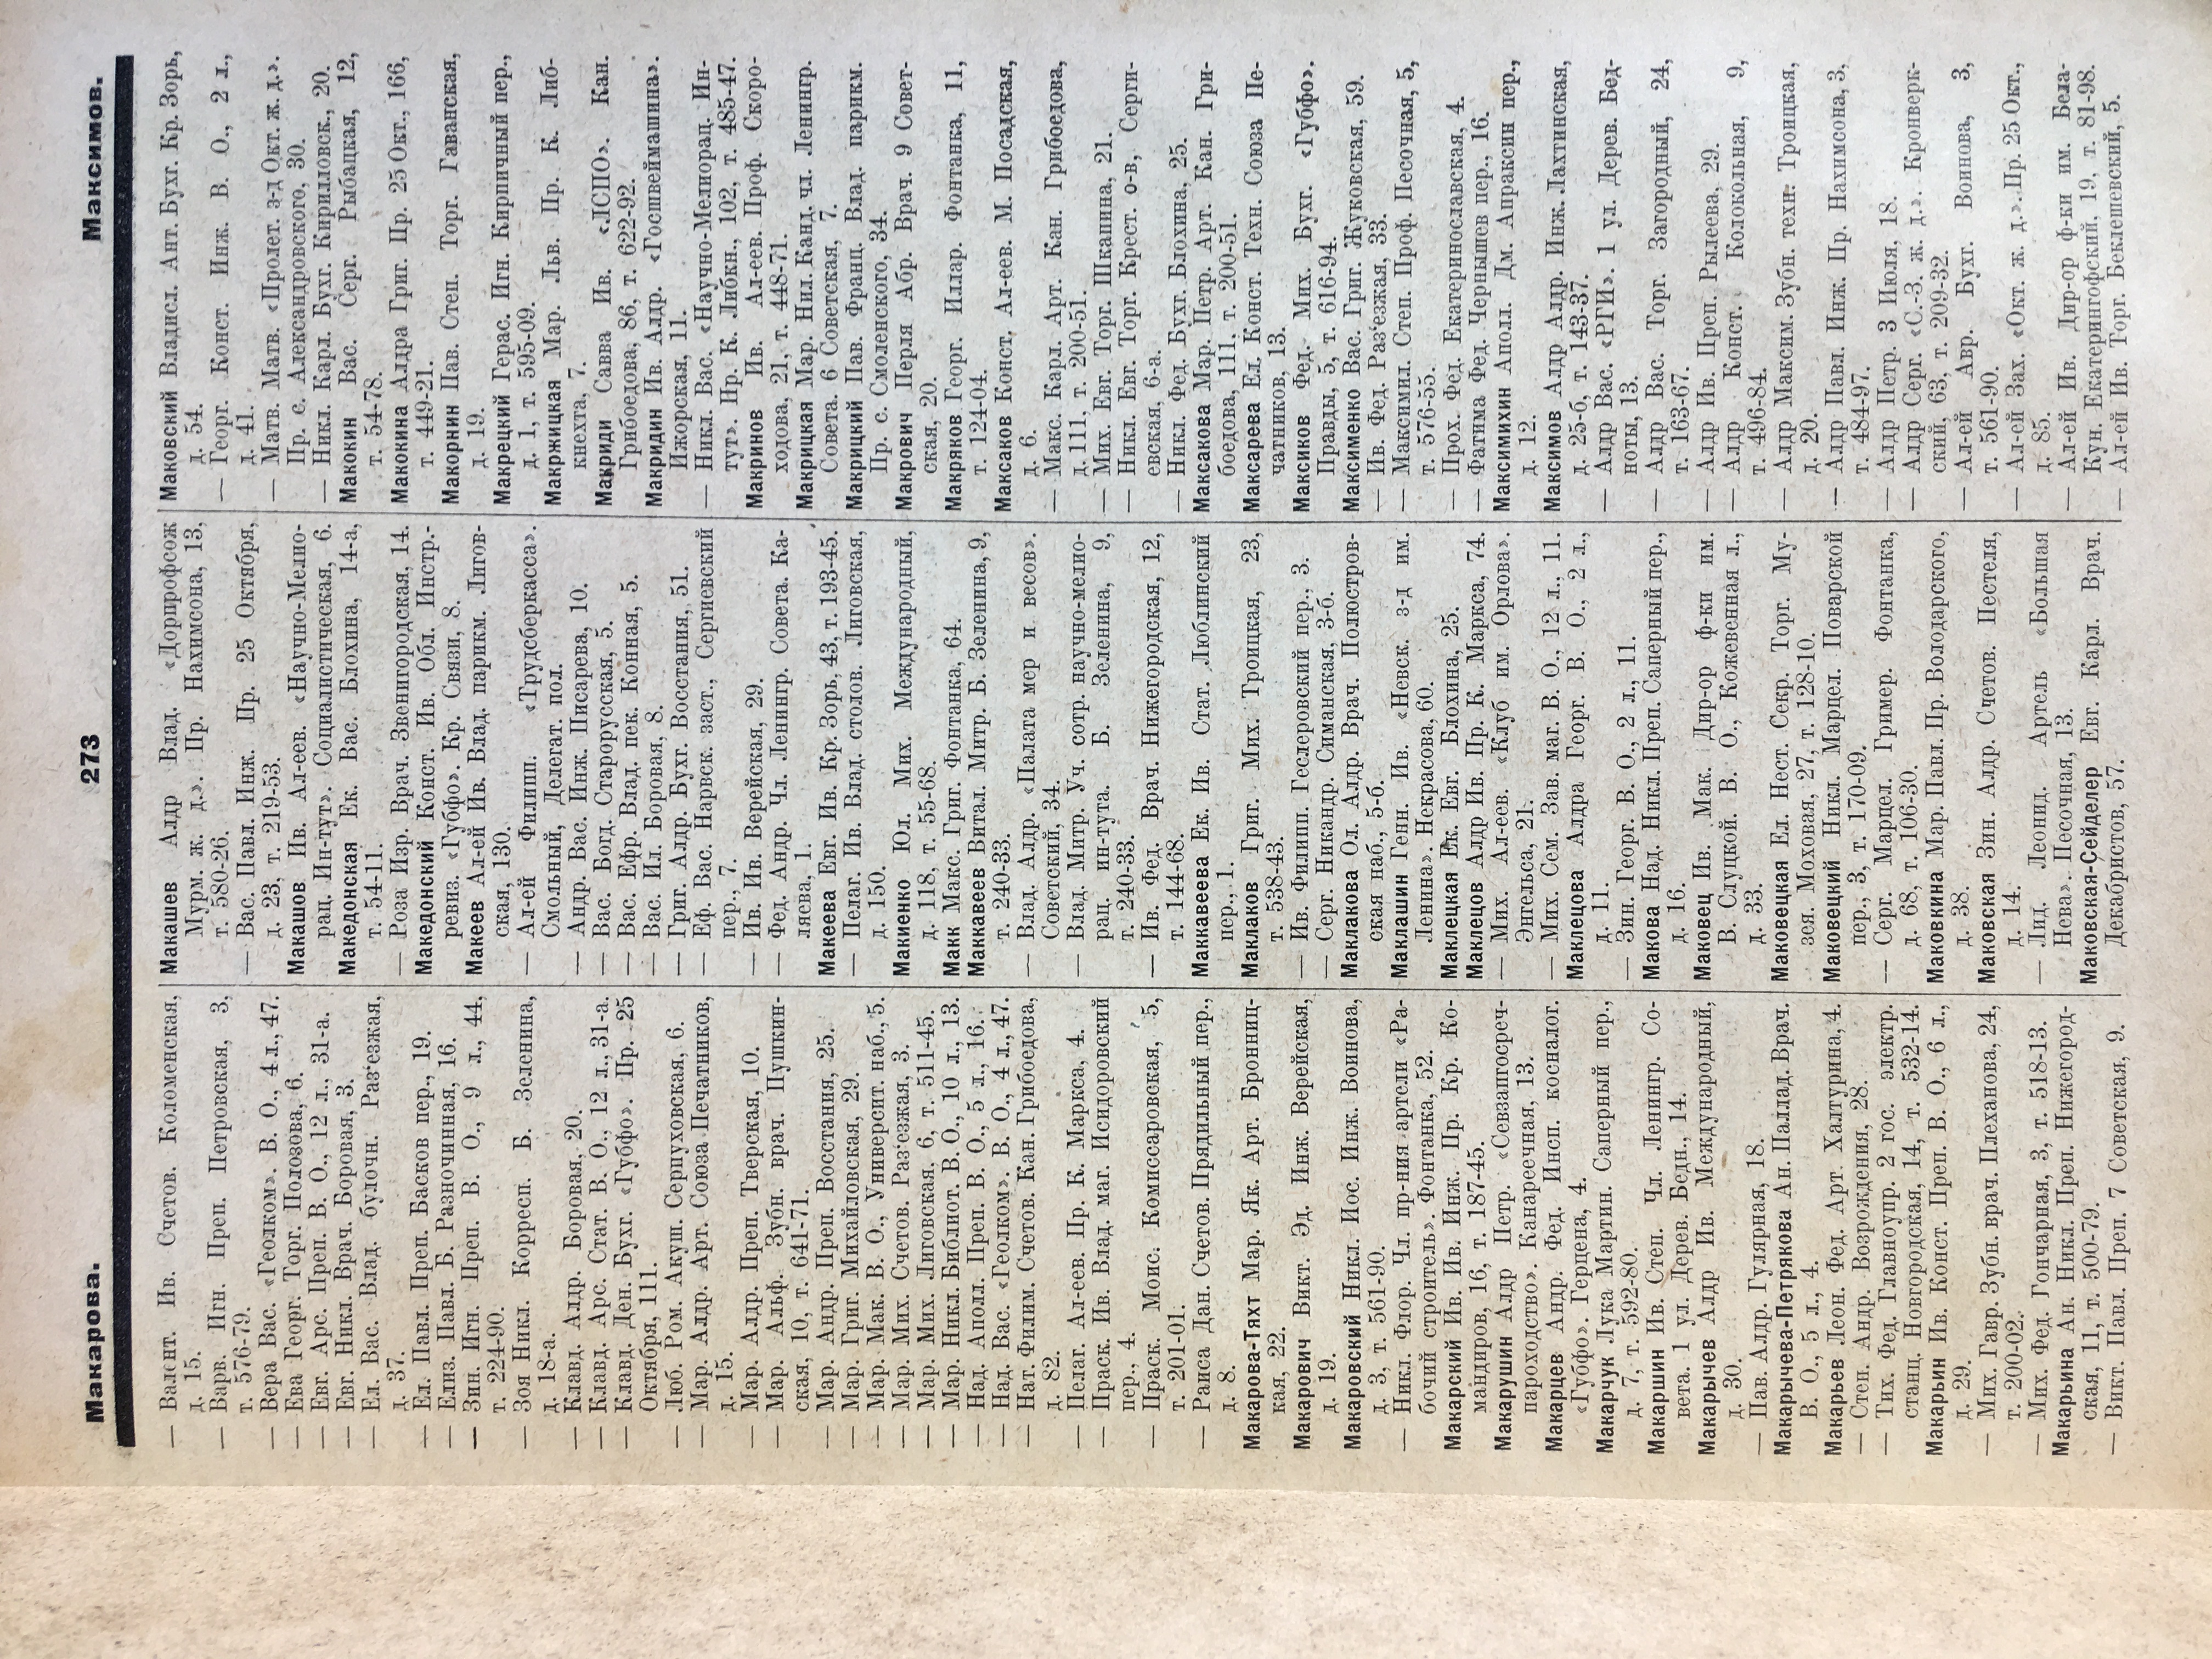 Макарова.
273
Максимов.
— Валент. Ив. Счетов. Коломенская,
д. 15.
— Варв. Игн. Преп. Петровская, 3,
т. 576-79.
— Вера Вас. «Геолком». В. О., 4 л., 47.
— Ева Георг. Торг. Полозова, 6.
— Евг. Арс. Преп. В. О., 12 л., 31-а.
— Евг. Никл. Врач. Боровая, 3.
— Ел. Вас. Влад. булочн. Раз‘езжая,
д. 37.
— Ел. Павл. Преп. Басков пер., 19.
— Елиз. Павл. Б. Разночинная, 16.
— Зин. Игн. Преп. В. О., 9 л., 44,
т. 224-90.
— Зоя Никл. Корресп. Б. Зеленина,
д. 18-а.
— Клавд. Алдр. Боровая, 20.
— Клавд. Арс. Стат. В. О., 12 л., 31-а.
— Клавд. Ден. Бухг. «Губфо». Пр. 25
Октября, 111.
— Люб. Ром. Акуш. Серпуховская, 6.
— Мар. Алдр. Арт. Союза Печатников,
д. 15.
— Мар. Алдр. Преп. Тверская, 10.
— Мар. Альф. Зубн. врач. Пушкин-
ская, 10, т. 641-71.
— Мар. Андр. Преп. Восстания, 25.
— Мар. Григ. Михайловская, 29.
— Мар. Мак. В. О., Университ. наб., 5.
— Мар. Мих. Счетов. Раз‘езжая, 3.
— Мар. Мих. Лиговская, 6, т. 511-45.
— Мар. Никл. Библиот. В. О., 10 л., 13.
— Над. Аполл. Преп. В. О., 5 л., 16.
— Над. Вас. «Геолком». В. О., 4 л., 47.
— Нат. Филим. Счетов. Кан. Грибоедова,
д. 82.
— Пелаг. Ал-еев. Пр. К. Маркса, 4.
— Праск. Ив. Влад. маг. Исидоровский
пер., 4.
— Праск. Моис. Комиссаровская, 5,
т. 201-01.
— Раиса Дан. Счетов. Прядильный пер.,
д. 8.
Макарова-Тяхт Мар. Як. Арт. Бронниц-
кая, 22.
Макарович Викт. Эд. Инж. Верейская,
д. 19.
Макаровский Никл. Иос. Инж. Воинова,
д. 3, т. 561-90.
— Никл. Флор. Чл. пр-ния артели «Ра-
бочий строитель». Фонтанка, 52.
Макарский Ив. Ив. Инж. Пр. Кр. Ко-
мандиров, 16, т. 187-45.
Макарушин Алдр Петр. «Севзапгосреч-
пароходство». Канареечная, 13.
Макарцев Андр. Фед. Инсп. косналог.
«Губфо». Герцена, 4.
Макарчук Лука Мартин. Саперный пер.,
д. 7, т. 592-80.
Макаршин Ив. Степ. Чл. Ленингр. Со-
вета. 1 ул. Дерев. Бедн., 14.
Макарычев Алдр Ив. Международный,
д. 30.
— Пав. Алдр. Гулярная, 18.
Макарычева-Петрякова Ан. Паллад. Врач.
В. О., 5 л., 4.
Макарьев Леон. Фед. Арт. Халтурина, 4.
— Степ. Андр. Возрождения, 28.
— Тих. Фед. Главноупр. 2 гос. электр.
станц. Новгородская, 14, т. 532-14.
Макарьин Ив. Конст. Преп. В. О., 6 л.,
д. 29.
— Мих. Гавр. Зубн. врач. Плеханова, 24,
т. 200-02.
— Мих. Фед. Гончарная, 3, т. 518-13.
Макарьина Ан. Никл. Преп. Нижегород-
ская, 11, т. 500-79.
— Викт. Павл. Преп. 7 Советская, 9.
Макашев Алдр Влад. «Дорпрофсож
Мурм. ж. д.». Пр. Нахимсона, 13,
т. 580-26.
— Вас. Павл. Инж. Пр. 25 Октября,
д. 23, т. 219-53.
Макашов Ив. Ал-еев. «Научно-Мелио-
рац. Ин-тут». Социалистическая, 6.
Македонская Ек. Вас. Блохина, 14-а,
т. 54-11.
— Роза Изр. Врач. Звенигородская, 14.
Македонский Конст. Ив. Обл. Инстр.-
ревиз. «Губфо». Кр. Связи, 8.
Макеев Ал-ей Ив. Влад. парикм. Лигов-
ская, 130.
— Ал-ей Филипп. «Трудсберкасса».
Смольный, Делегат. пол.
— Андр. Вас. Инж. Писарева, 10.
— Вас. Богд. Старорусская, 5.
— Вас. Ефр. Влад. пек. Конная, 5.
— Вас. Ил. Боровая, 8.
— Григ. Алдр. Бухг. Восстания, 51.
— Еф. Вас. Нарвск. заст., Сергиевский
пер., 7.
— Ив. Ив. Верейская, 29.
— Фед. Андр. Чл. Ленингр. Совета. Ка-
ляева, 1.
Макеева Евг. Ив. Кр. Зорь, 43, т. 193-45.
— Пелаг. Ив. Влад. столов. Лиговская,
д. 150.
Макиенко Юл. Мих. Международный,
д. 118, т. 55-68.
Макк Макс. Григ. Фонтанка, 64.
Маккавеев Витал. Митр. Б. Зеленина, 9,
т. 240-33.
— Влад. Алдр. «Палата мер и весов».
Советский, 34.
— Влад. Митр. Уч. сотр. научно-мелио-
рац. ин-тута. Б. Зеленина, 9,
т. 240-33.
— Ив. Фед. Врач. Нижегородская, 12,
т. 144-68.
Маккавеева Ек. Ив. Стат. Люблинский
пер., 1.
Маклаков Григ. Мих. Троицкая, 23,
т. 538-43.
— Ив. Филипп. Геслеровский пер., 3.
— Серг. Никандр. Симанская, 3-б.
Маклакова Ол. Алдр. Врач. Полюстров-
ская наб., 5-б.
Маклашин Генн. Ив. «Невск. з-д им.
Ленина». Некрасова, 60.
Маклецкая Ек. Евг. Блохина, 25.
Маклецов Алдр Ив. Пр. К. Маркса, 74.
— Мих. Ал-еев. «Клуб им. Орлова».
Энгельса, 21.
— Мих. Сем. Зав. маг. В. О., 12 л., 11.
Маклецова Алдра Георг. В. О., 2 л.,
д. 11.
— Зин. Георг. В. О., 2 л., 11.
Макова Над. Никл. Преп. Саперный пер.,
д. 16.
Маковец Ив. Мак. Дир-ор ф-ки им.
В. Слуцкой. В. О., Кожевенная л.,
д. 33.
Маковецкая Ел. Нест. Секр. Торг. Му-
зея. Моховая, 27, т. 128-10.
Маковецкий Никл. Марцел. Поварской
пер., 3, т. 170-09.
— Серг. Марцел. Гример. Фонтанка,
д. 68, т. 106-30.
Маковкина Мар. Павл. Пр. Володарского,
д. 38.
Маковская Зин. Алдр. Счетов. Пестеля,
д. 14.
— Лид. Леонид. Артель «Большая
Нева». Песочная, 13.
Маковская-Сейделер Евг. Карл. Врач.
Декабристов, 57.
Маковский Владисл. Ант. Бухг. Кр. Зорь,
д. 54.
— Георг. Конст. Инж. В. О., 2 л.,
д. 41.
— Матв. Матв. «Пролет. з-д Окт. ж. д.».
Пр. с. Александровского, 30.
— Никл. Карл. Бухг. Кирилловск., 20.
Макокин Вас. Серг. Рыбацкая, 12,
т. 54-78.
Макокина Алдра Григ. Пр. 25 Окт., 166,
т. 449-21.
Макорнин Пав. Степ. Торг. Гаванская,
д. 19.
Макрецкий Герас. Игн. Кирпичный пер.,
д. 1, т. 595-09.
Макржицкая Мар. Льв. Пр. К. Либ-
кнехта, 7.
Макриди Савва Ив. «ЛСПО». Кан.
Грибоедова, 86, т. 622-92.
Макридин Ив. Алдр. «Госшвеймашина».
Ижорская, 11.
— Никл. Вас. «Научно-Мелиорац. Ин-
тут». Пр. К. Либкн., 102, т. 485-47.
Макринов Ив. Ал-еев. Проф. Скоро-
ходова, 21, т. 448-71.
Макрицкая Мар. Нил. Канд. чл. Ленингр.
Совета. 6 Советская, 7.
Макрицкий Пав. Франц. Влад. парикм.
Пр. с. Смоленского, 34.
Макрович Перля Абр. Врач. 9 Совет-
ская, 20.
Макряков Георг. Иллар. Фонтанка, 11,
т. 124-04.
Максаков Конст. Ал-еев. М. Посадская,
д. 6.
— Макс. Карл. Арт. Кан. Грибоедова,
д. 111, т. 200-51.
— Мих. Евг. Торг. Шкапина, 21.
— Никл. Евг. Торг. Крест. о-в, Серги-
евская, 6-а.
— Никл. Фед. Бухг. Блохина, 25.
Максакова Мар. Петр. Арт. Кан. Гри-
боедова, 111, т. 200-51.
Максарева Ел. Конст. Техн. Союза Пе-
чатников, 13.
Максиков Фед. Мих. Бухг. «Губфо».
Правды, 5, т. 616-94.
Максименко Вас. Григ. Жуковская, 59.
— Ив. Фед. Раз‘езжая, 33.
— Максимил. Степ. Проф. Песочная, 5,
т. 576-55.
— Прох. Фед. Екатеринославская, 4.
— Фатима Фед. Чернышев пер., 16.
Максимихин Аполл. Дм. Апраксин пер.,
д. 12.
Максимов Алдр Алдр. Инж. Лахтинская,
д. 25-б, т. 143-37.
— Алдр Вас. «РГИ». 1 ул. Дерев. Бед-
ноты, 13.
— Алдр Вас. Торг. Загородный, 24,
т. 163-67.
— Алдр Ив. Преп. Рылеева, 29.
— Алдр Конст. Колокольная, 9,
т. 496-84.
— Алдр Максим. Зубн. техн. Троицкая,
д. 20.
— Алдр Павл. Инж. Пр. Нахимсона, 3,
т. 484-97.
— Алдр Петр. 3 Июля, 18.
— Алдр Серг. «С.-З. ж. д.». Кронверк-
ский, 63, т. 209-32.
— Ал-ей Авр. Бухг. Воинова, 3,
т. 561-90.
— Ал-ей Зах. «Окт. ж. д.». Пр. 25 Окт.,
д. 85.
— Ал-ей Ив. Дир-ор ф-ки им. Бела-
Кун. Екатерингофский, 19, т. 81-98.
— Ал-ей Ив. Торг. Беклешевский, 5.